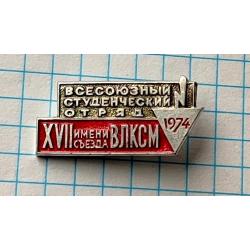 ВСЕСОЮЗНЫЙ
СТУДЕНЧЕСКИЙ
ОТРЯД
XVII ИМЕНИ СЪЕЗДА ВЛКСМ
1974